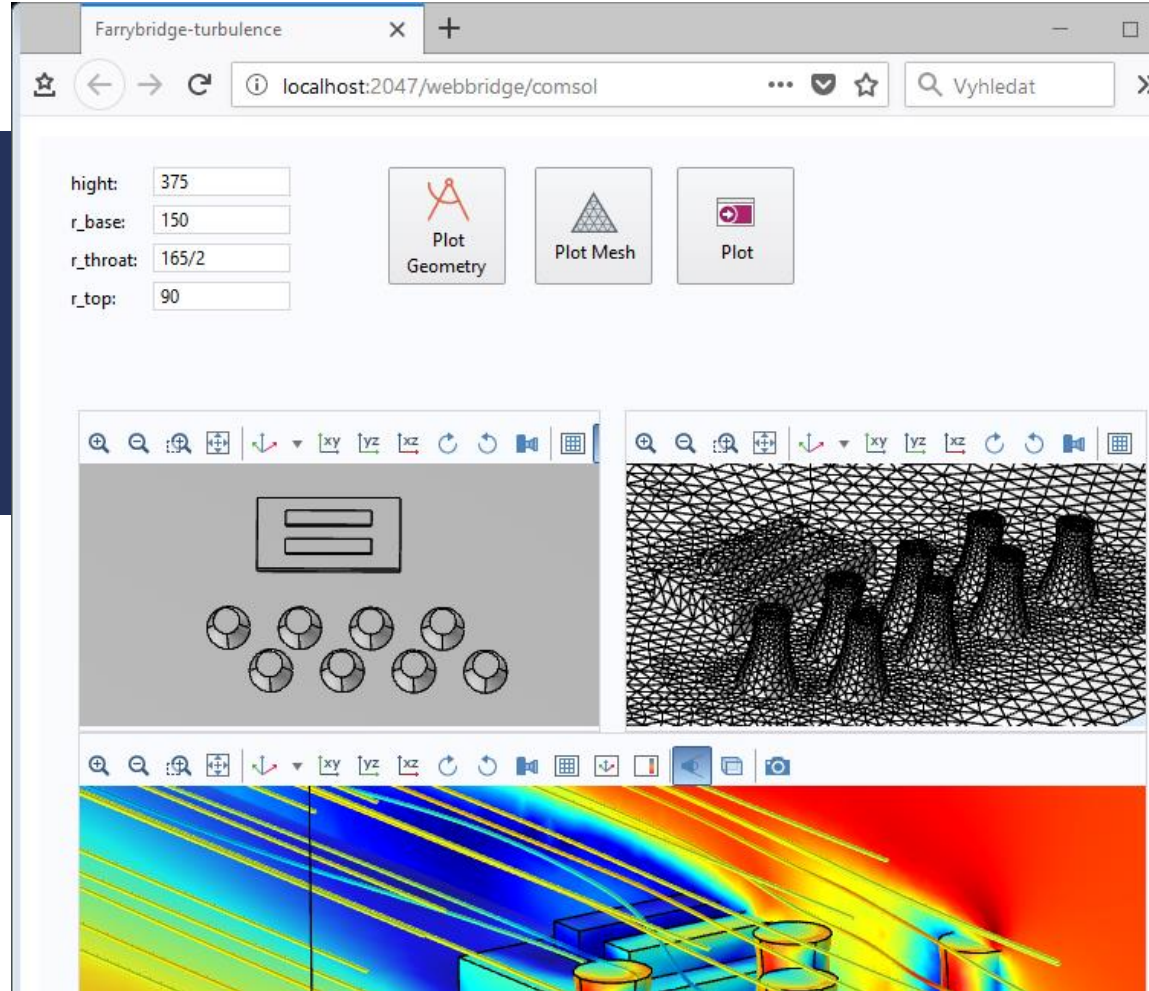 Farrybridge-turbulence
localhost:2047/webbridge/comsol
Vyhledat
hight: 375
r_base: 150
r_throat: 165/2
r_top: 90
Plot
Geometry
Plot Mesh
Plot
xy yz xz
xy yz xz
xy yz xz